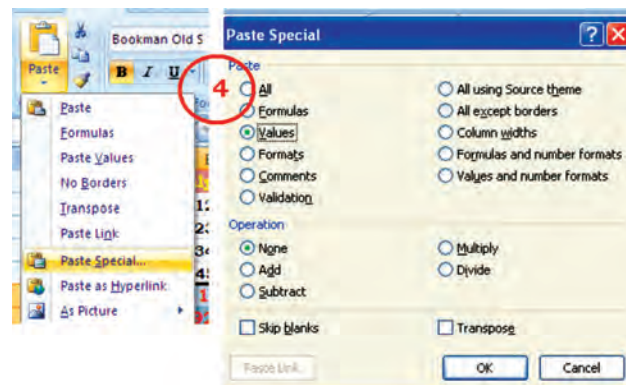 Bookman Old S
Paste
B I U
Paste
Formulas
Paste Values
No Borders
Transpose
Paste Link
Paste Special...
Paste as Hyperlink
As Picture
4
Paste Special
Paste
All
All using Source theme
Formulas
All except borders
Values
Column widths
Formats
Formulas and number formats
Comments
Values and number formats
Validation
Operation
None
Multiply
Add
Divide
Subtract
Skip blanks
Transpose
Paste Link
OK
Cancel